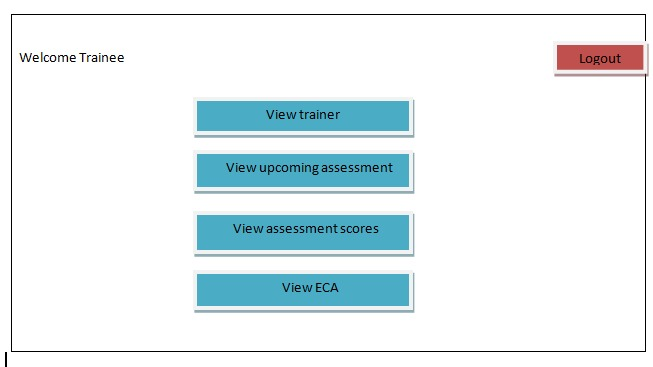 Welcome Trainee
Logout
View trainer
View upcoming assessment
View assessment scores
View ECA